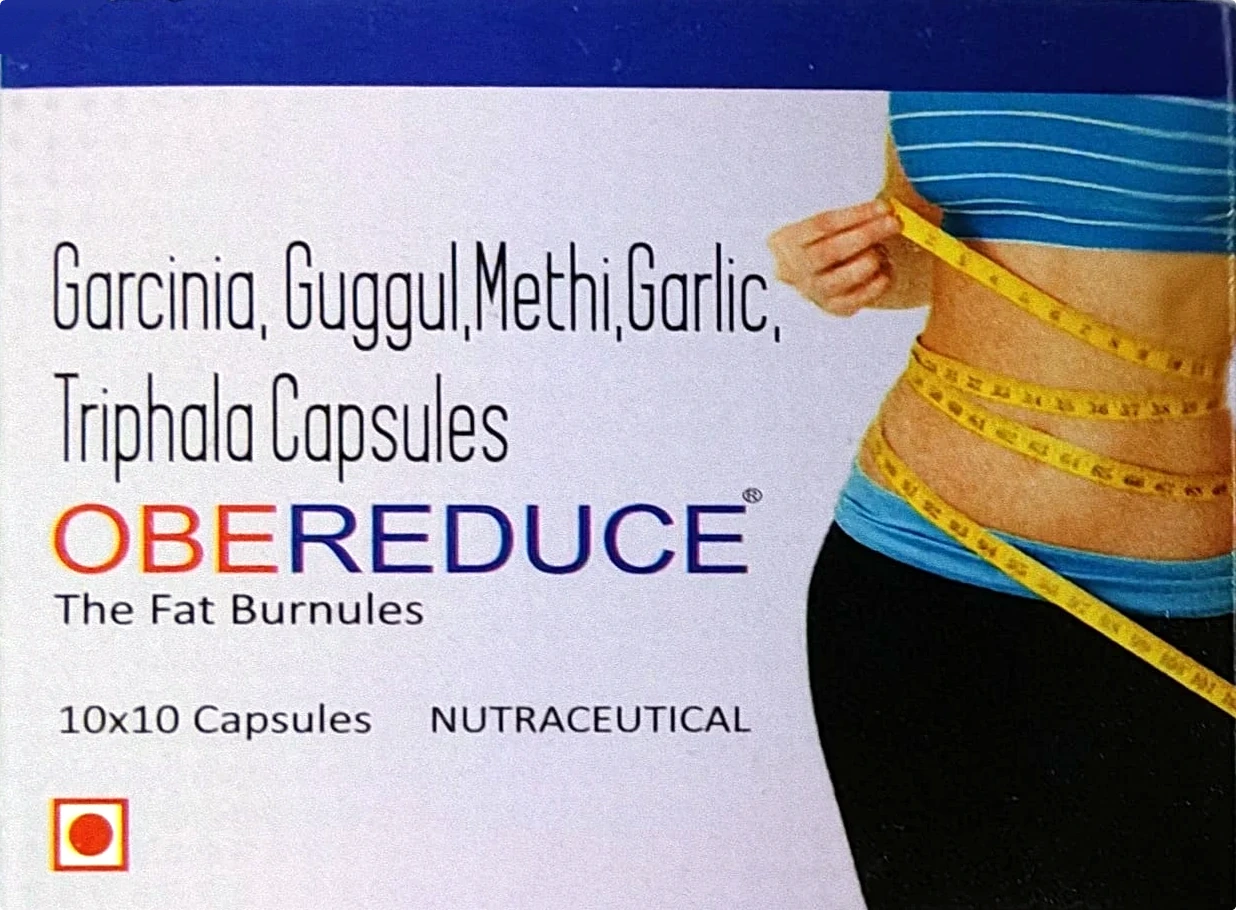 Garcinia, Guggul,Methi,Garlic,
Triphala Capsules
OBEREDUCE®
The Fat Burnules
10x10 Capsules NUTRACEUTICAL